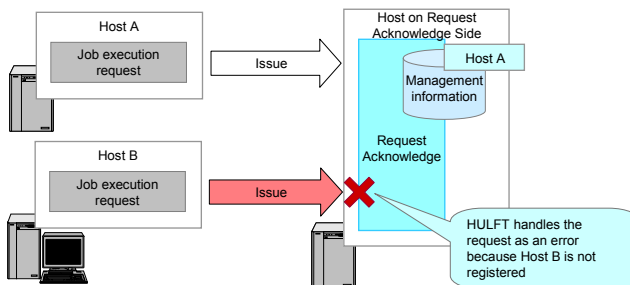 Host A
Job execution
request
Issue
Host on Request
Acknowledge Side
Host A
Management
information
Request
Acknowledge
Host B
Job execution
request
Issue
HULFT handles the
request as an error
because Host B is not
registered